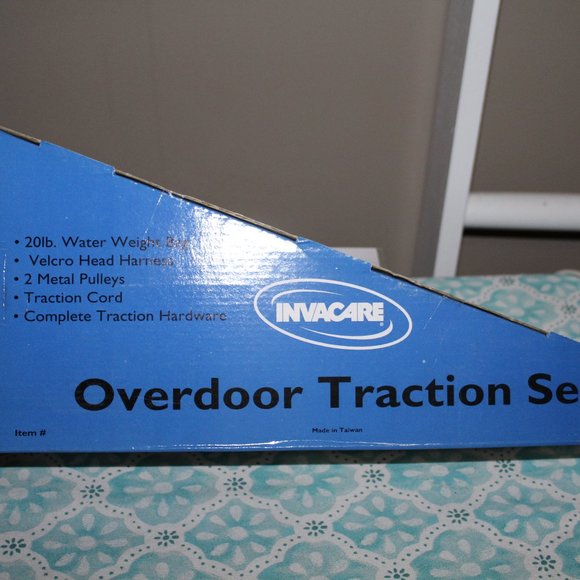 • 20lb. Water Weight Bag
• Velcro Head Harness
• 2 Metal Pulleys
• Traction Cord
• Complete Traction Hardware
INVACARE®
Overdoor Traction Se
Item #
Made in Taiwan